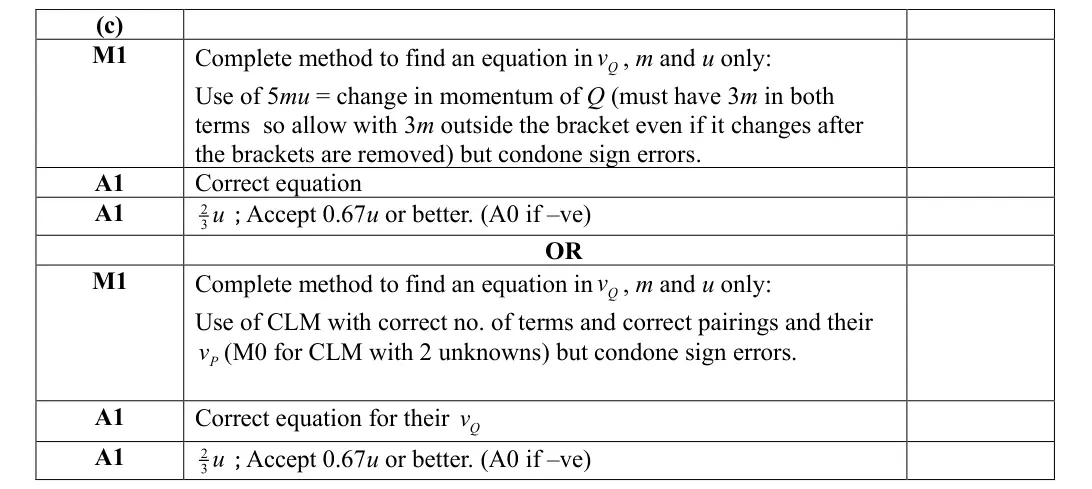 (c)
M1 Complete method to find an equation in v_Q , m and u only:
Use of 5mu = change in momentum of Q (must have 3m in both
terms so allow with 3m outside the bracket even if it changes after
the brackets are removed) but condone sign errors.
A1 Correct equation
A1 2/3 u ; Accept 0.67u or better. (A0 if –ve)
OR
M1 Complete method to find an equation in v_Q , m and u only:
Use of CLM with correct no. of terms and correct pairings and their
v_P (M0 for CLM with 2 unknowns) but condone sign errors.
A1 Correct equation for their v_Q
A1 2/3 u ; Accept 0.67u or better. (A0 if –ve)